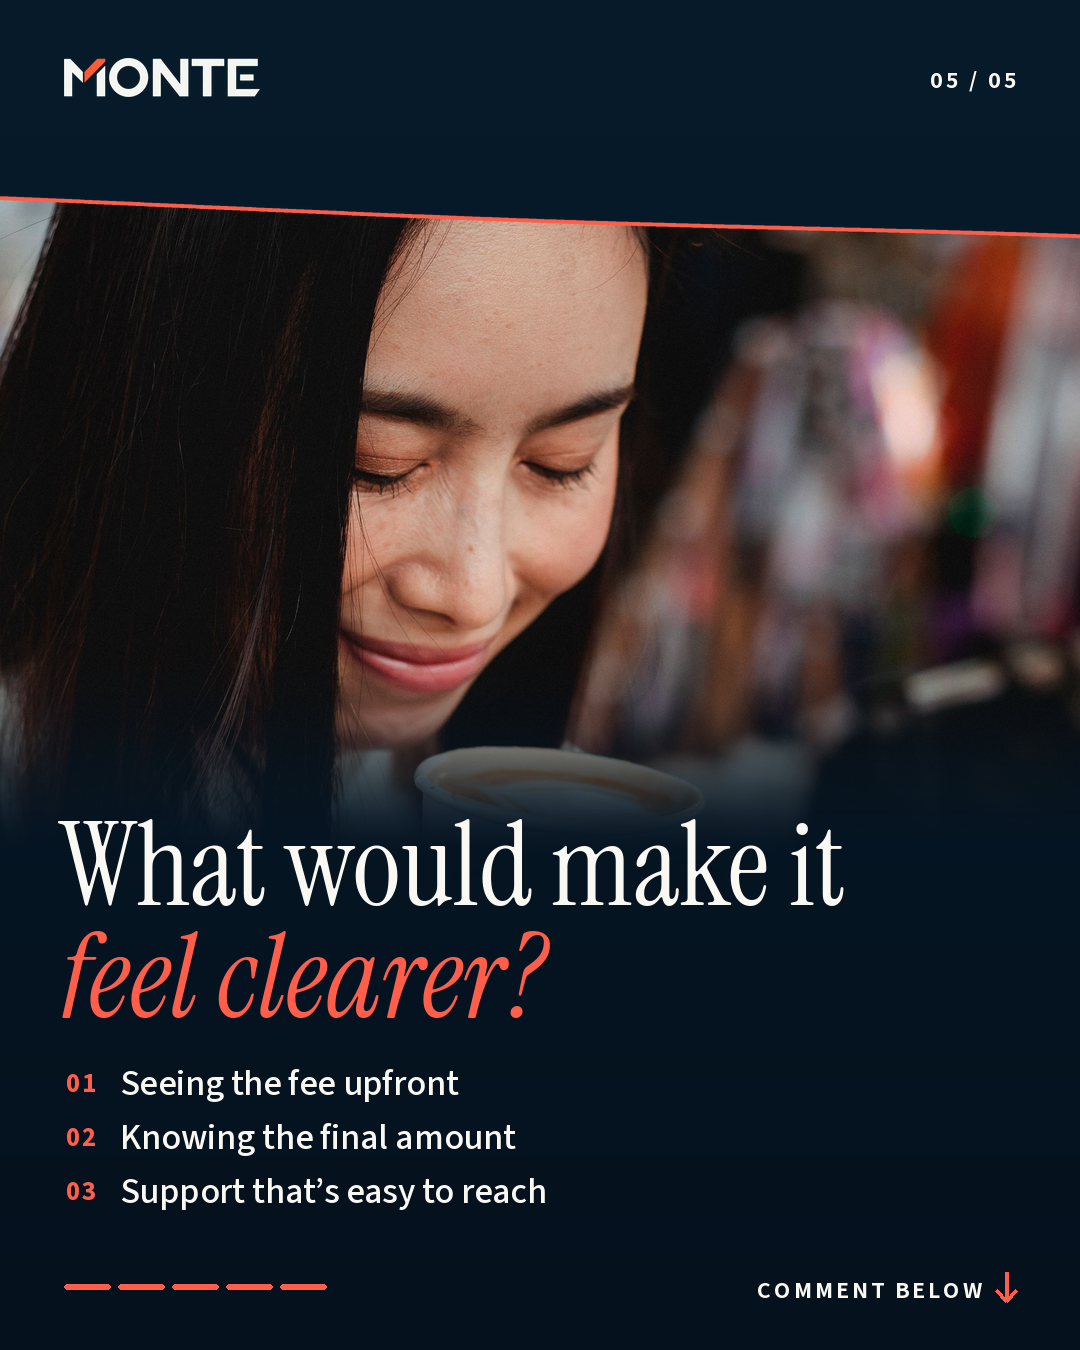 MONTE
05 / 05
What would make it
feel clearer?
01 Seeing the fee upfront
02 Knowing the final amount
03 Support that’s easy to reach
COMMENT BELOW